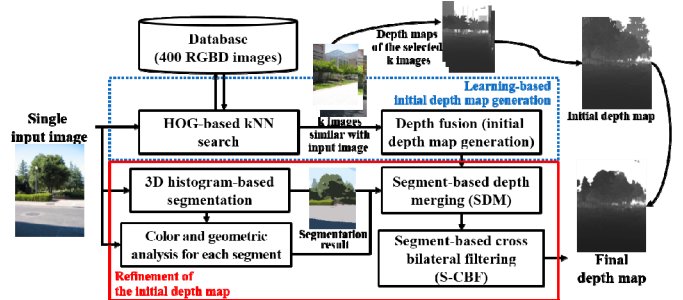 Database
(400 RGBD images)
Depth maps
of the selected
k images
Learning-based
initial depth map generation
Initial depth map
Single
input image
HOG-based kNN
search
k images
similar with
input image
Depth fusion (initial
depth map generation)
3D histogram-based
segmentation
Segmentation
result
Segment-based depth
merging (SDM)
Color and geometric
analysis for each segment
Segment-based cross
bilateral filtering
(S-CBF)
Final
depth map
Refinement of
the initial depth map